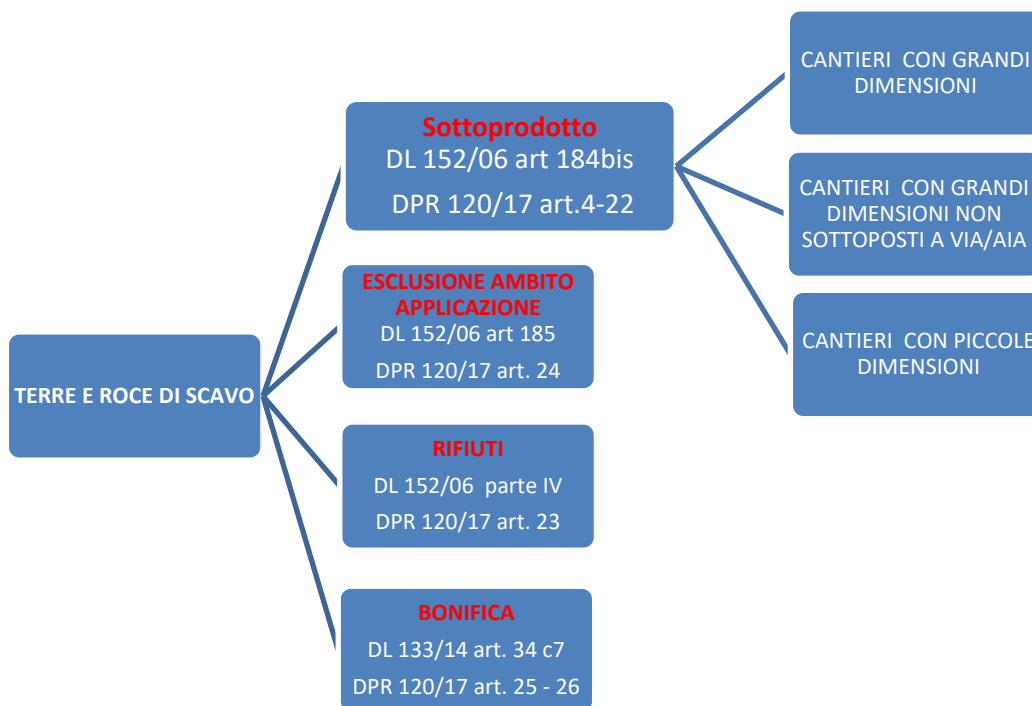 TERRE E ROCE DI SCAVO
Sottoprodotto
DL 152/06 art 184bis
DPR 120/17 art.4-22
ESCLUSIONE AMBITO
APPLICAZIONE
DL 152/06 art 185
DPR 120/17 art. 24
RIFIUTI
DL 152/06 parte IV
DPR 120/17 art. 23
BONIFICA
DL 133/14 art. 34 c7
DPR 120/17 art. 25 - 26
CANTIERI CON GRANDI
DIMENSIONI
CANTIERI CON GRANDI
DIMENSIONI NON
SOTTOPOSTI A VIA/AIA
CANTIERI CON PICCOLE
DIMENSIONI